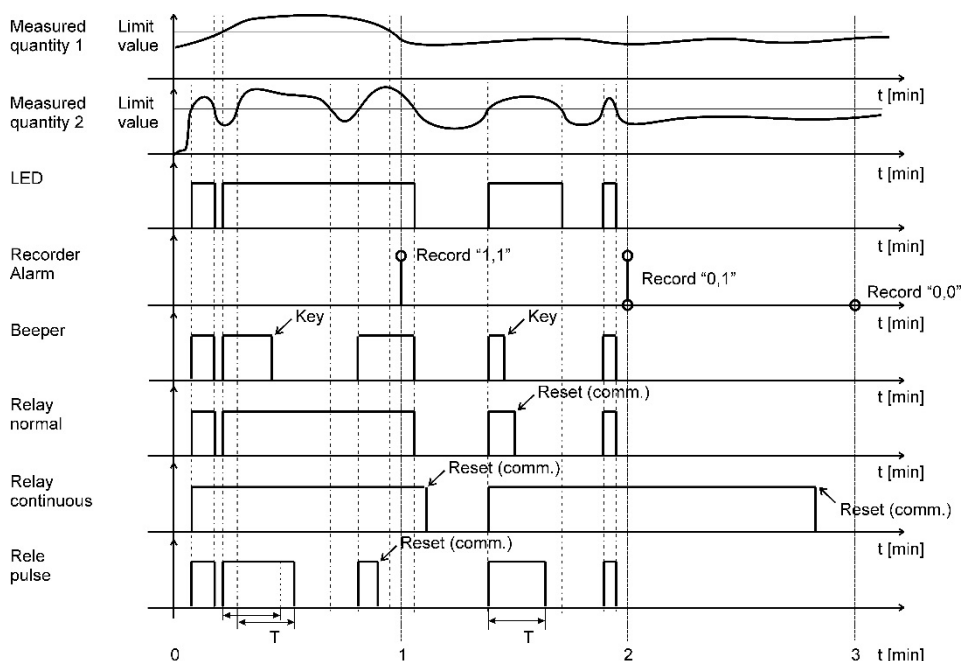 Measured Limit
quantity 1 value
t [min]
Measured Limit
quantity 2 value
t [min]
LED
t [min]
Recorder
Alarm
Record “1,1”
Record “0,1”
Record “0,0”
t [min]
Beeper
Key
Key
t [min]
Relay
normal
Reset (comm.)
t [min]
Relay
continuous
Reset (comm.)
Reset (comm.)
t [min]
Rele
pulse
Reset (comm.)
T
T
0 1 2 3 t [min]